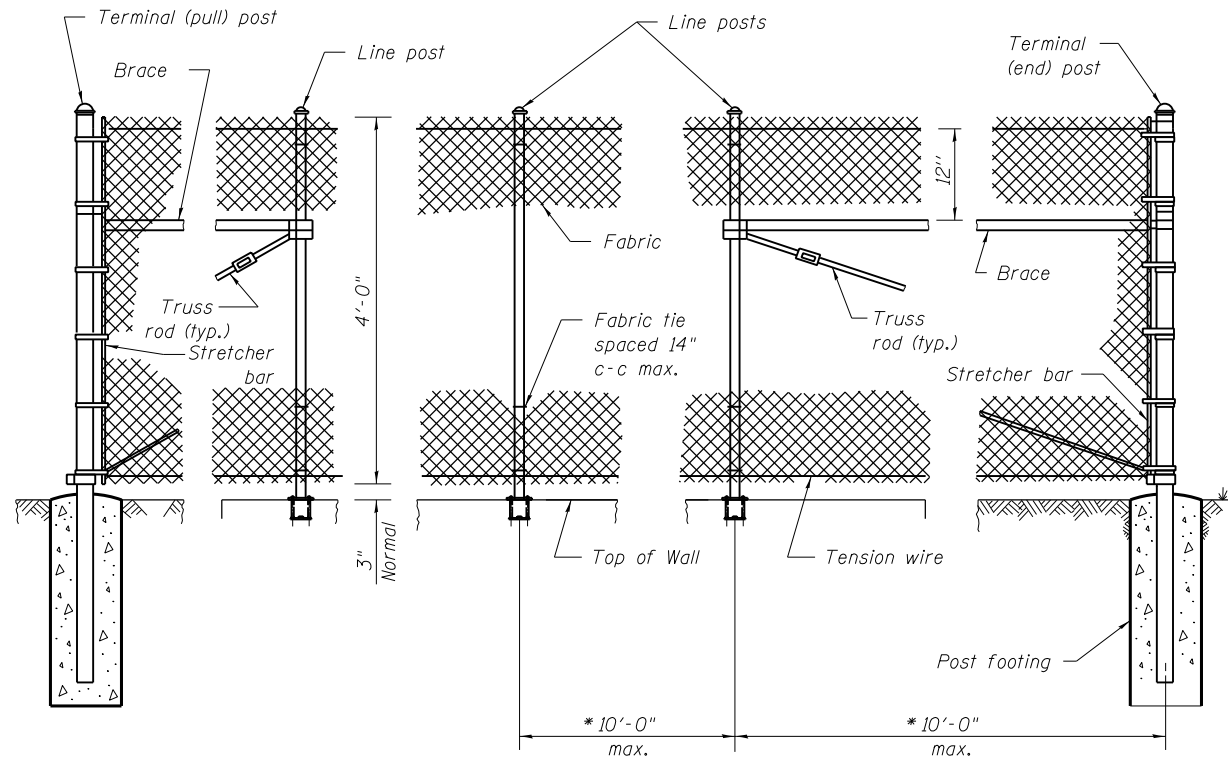 Terminal (pull) post
Line posts
Line post
Terminal
(end) post
Brace
12"
Fabric
Brace
4'-0"
Truss
rod (typ.)
Fabric tie
spaced 14"
c-c max.
Truss
rod (typ.)
Stretcher
bar
Stretcher bar
3"
Normal
Top of Wall
Tension wire
Post footing
* 10'-0"
max.
* 10'-0"
max.